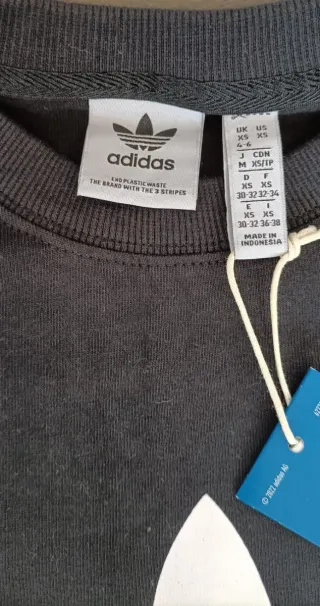 adidas
END PLASTIC WASTE
THE BRAND WITH THE 3 STRIPES
UK US
XS XS
4-6
J CDN
M XS/TP
D F
XS XS
30-32 32-34
E I
XS XS
30-32 36-38
MADE IN
INDONESIA
© 2022 adidas AG